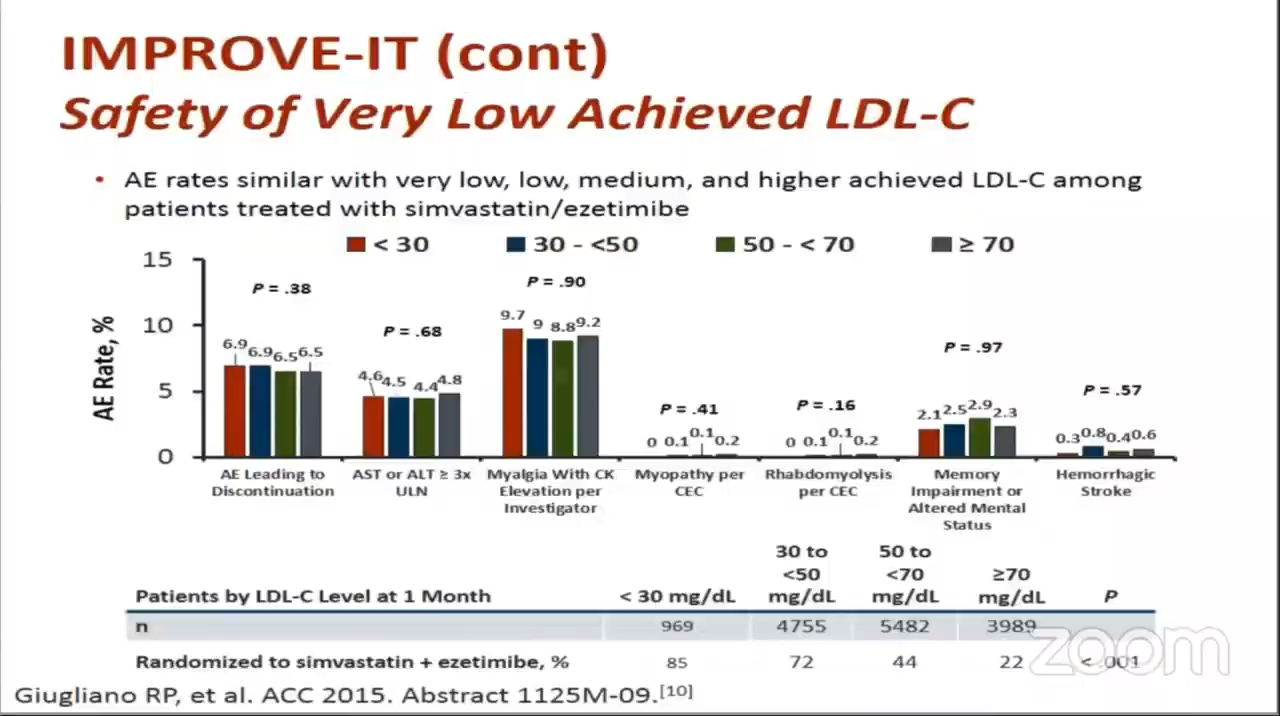 IMPROVE-IT (cont)
Safety of Very Low Achieved LDL-C
• AE rates similar with very low, low, medium, and higher achieved LDL-C among
patients treated with simvastatin/ezetimibe
< 30 30 - <50 50 - < 70 ≥ 70
AE Rate, %
15
10
5
0
P = .38
6.9 6.9 6.5 6.5
P = .68
4.6 4.5 4.4 4.8
P = .90
9.7 9 8.8 9.2
P = .41
0 0.1 0.1 0.2
P = .16
0 0.1 0.1 0.2
P = .97
2.1 2.5 2.9 2.3
P = .57
0.3 0.8 0.4 0.6
AE Leading to
Discontinuation
AST or ALT ≥ 3x
ULN
Myalgia With CK
Elevation per
Investigator
Myopathy per
CEC
Rhabdomyolysis
per CEC
Memory
Impairment or
Altered Mental
Status
Hemorrhagic
Stroke
Patients by LDL-C Level at 1 Month
< 30 mg/dL
30 to
<50
mg/dL
50 to
<70
mg/dL
≥70
mg/dL
P
n 969 4755 5482 3989
Randomized to simvastatin + ezetimibe, % 85 72 44 22 < .001
zoom
Giugliano RP, et al. ACC 2015. Abstract 1125M-09.[10]